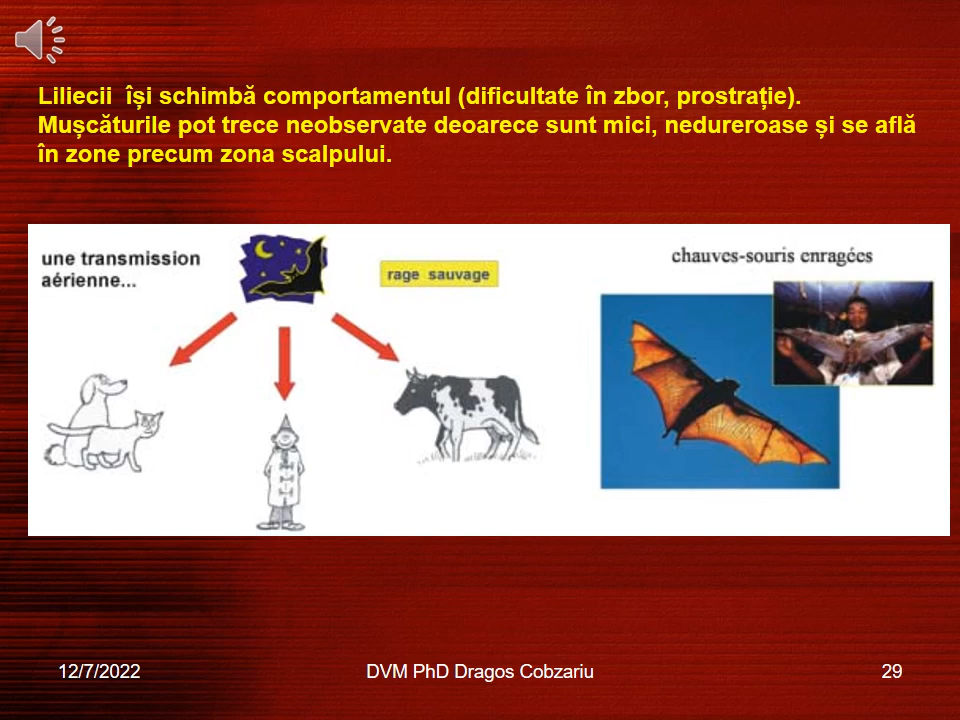 Liliecii  își schimbă comportamentul (dificultate în zbor, prostrație).
Mușcăturile pot trece neobservate deoarece sunt mici, nedureroase și se află
în zone precum zona scalpului.
une transmission
aérienne...
rage sauvage
chauves-souris enragées
12/7/2022
DVM PhD Dragos Cobzariu
29